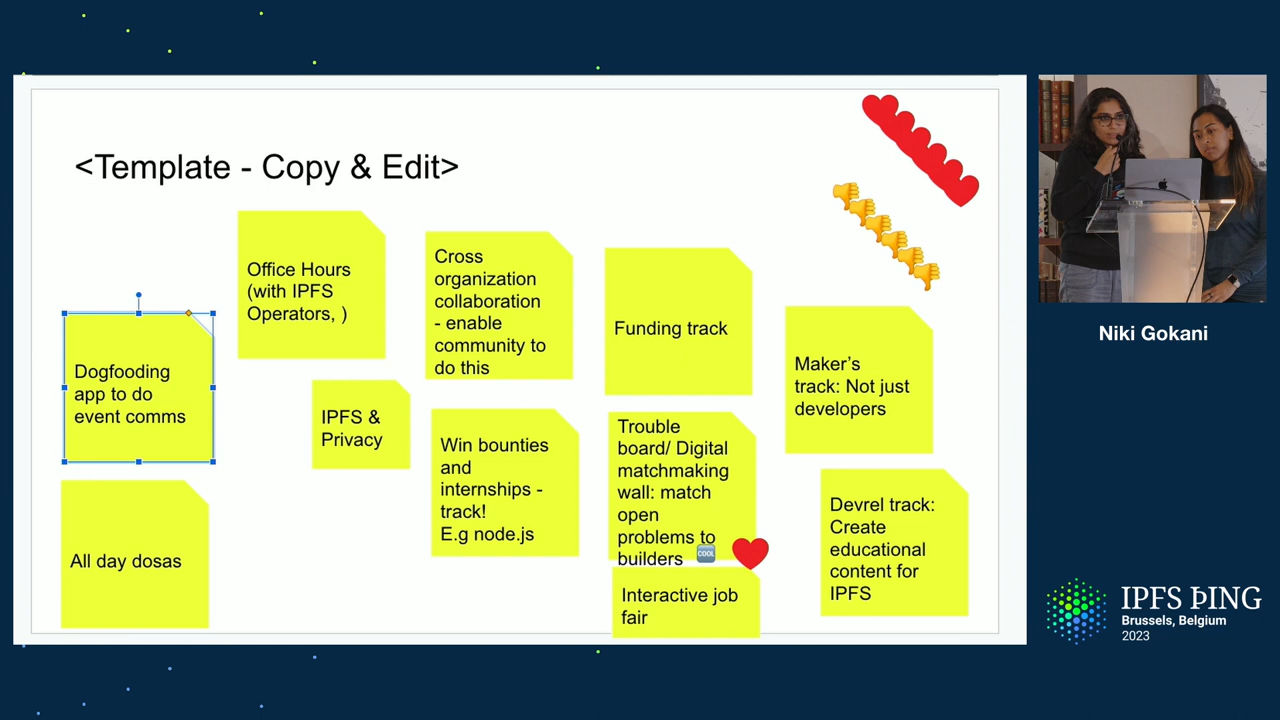 <Template - Copy & Edit>
Office Hours
(with IPFS
Operators, )
Cross
organization
collaboration
- enable
community to
do this
Funding track
Maker’s
track: Not just
developers
Dogfooding
app to do
event comms
IPFS &
Privacy
Win bounties
and
internships -
track!
E.g node.js
Trouble
board/ Digital
matchmaking
wall: match
open
problems to
builders
COOL
Devrel track:
Create
educational
content for
IPFS
All day dosas
Interactive job
fair
Niki Gokani
IPFS ÞING
Brussels, Belgium
2023